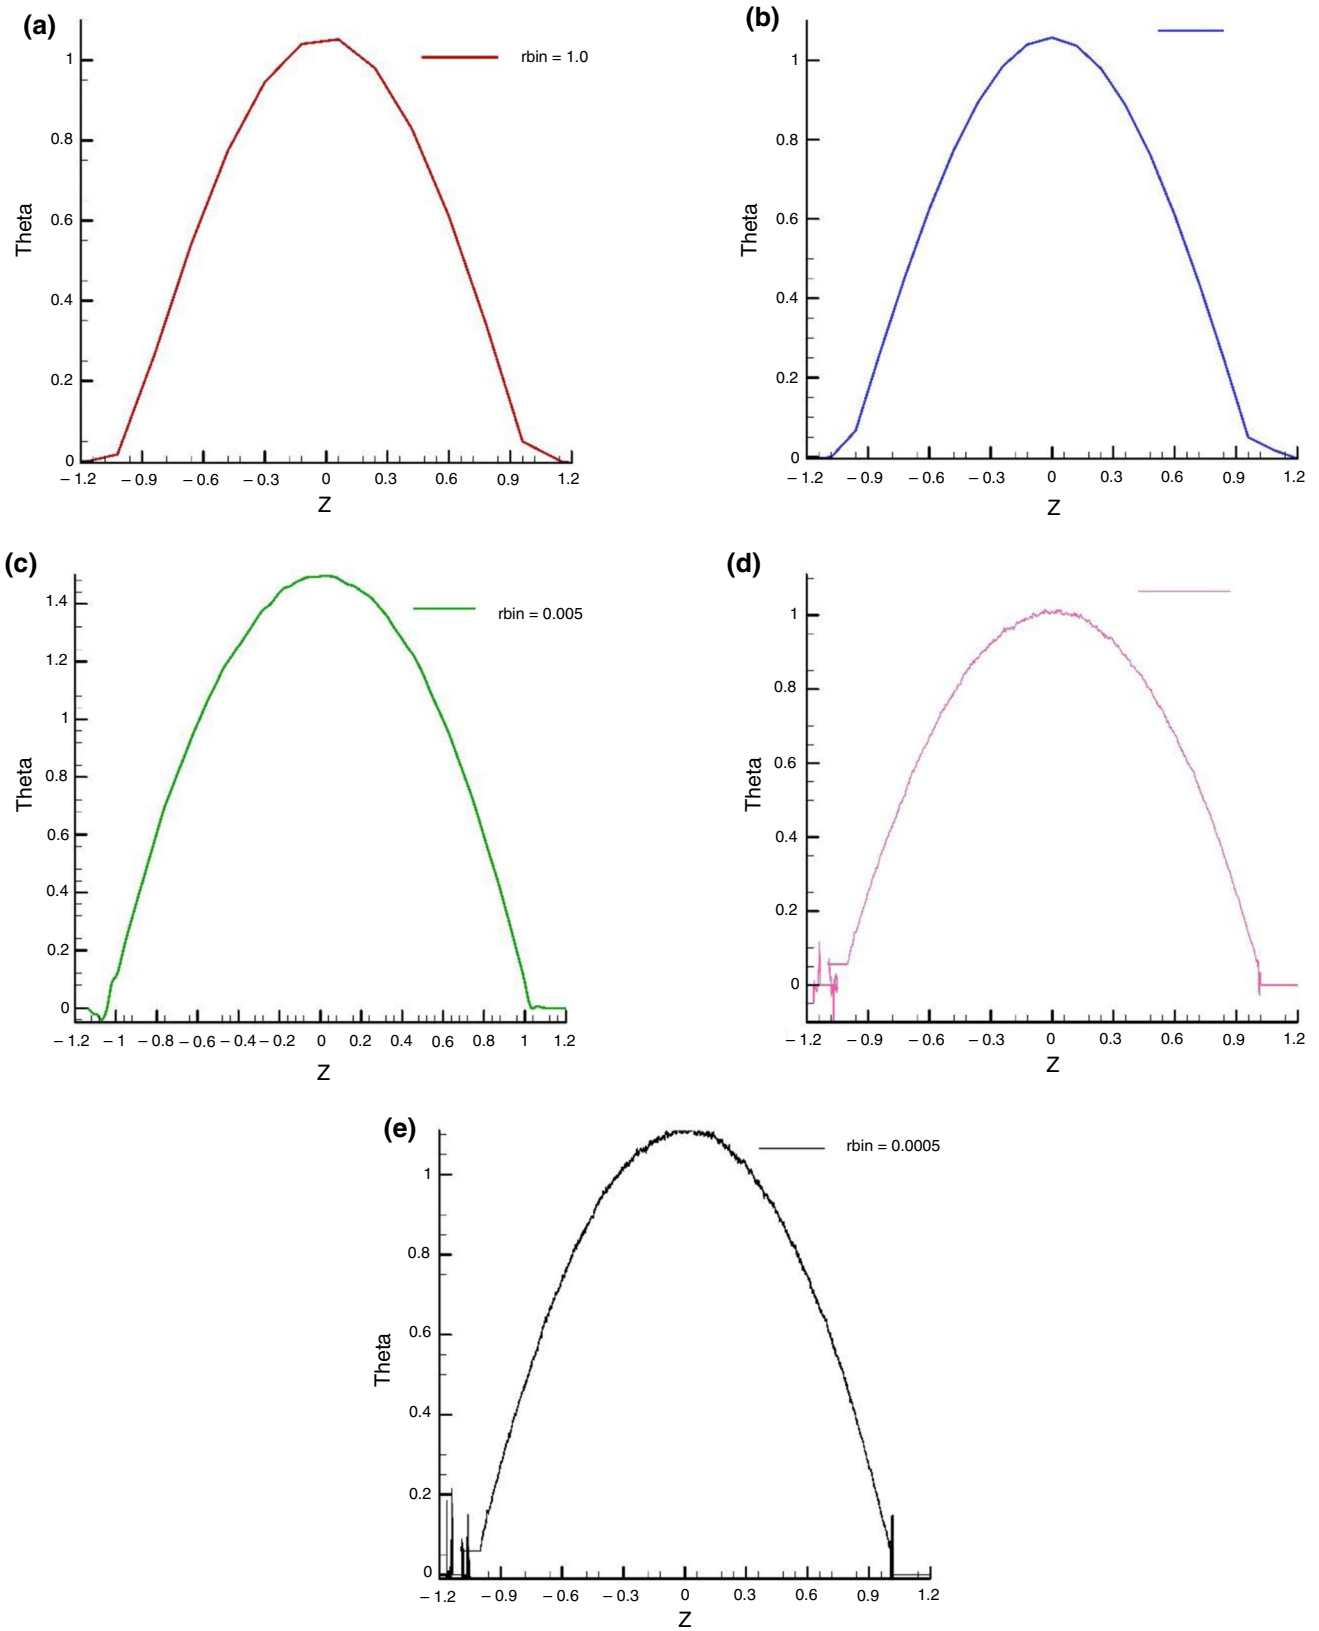 (a)
rbin = 1.0
1
0.8
0.6
0.4
0.2
0
Theta
– 1.2 – 0.9 – 0.6 – 0.3 0 0.3 0.6 0.9 1.2
Z
(b)
1
0.8
0.6
0.4
0.2
0
Theta
– 1.2 – 0.9 – 0.6 – 0.3 0 0.3 0.6 0.9 1.2
Z
(c)
rbin = 0.005
1.4
1.2
1
0.8
0.6
0.4
0.2
0
Theta
– 1.2 – 1 – 0.8 – 0.6 – 0.4 – 0.2 0 0.2 0.4 0.6 0.8 1 1.2
Z
(d)
1
0.8
0.6
0.4
0.2
0
Theta
– 1.2 – 0.9 – 0.6 – 0.3 0 0.3 0.6 0.9 1.2
Z
(e)
rbin = 0.0005
1
0.8
0.6
0.4
0.2
0
Theta
– 1.2 – 0.9 – 0.6 – 0.3 0 0.3 0.6 0.9 1.2
Z